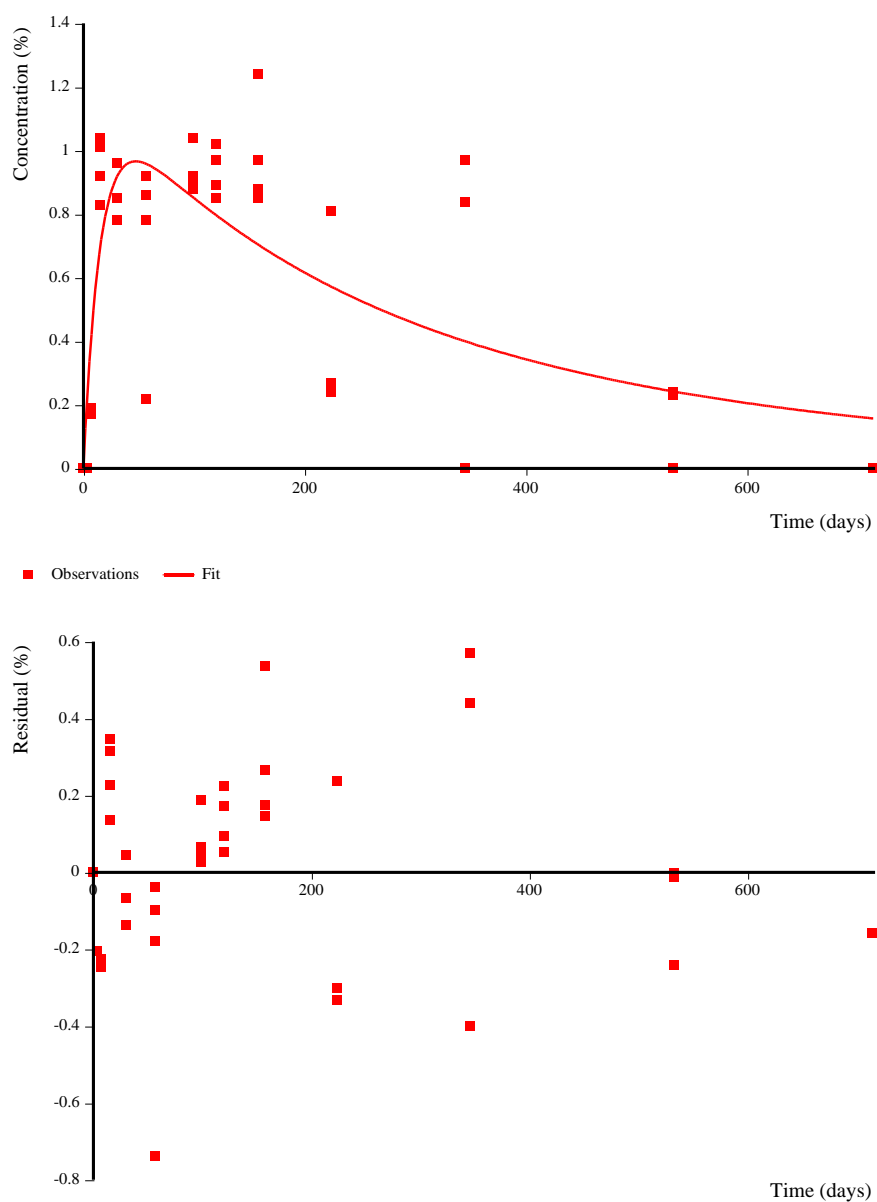 Concentration (%)
1.4
1.2
1
0.8
0.6
0.4
0.2
0
0 200 400 600
Time (days)
Observations Fit
Residual (%)
0.6
0.4
0.2
0
0 200 400 600
-0.2
-0.4
-0.6
-0.8
Time (days)